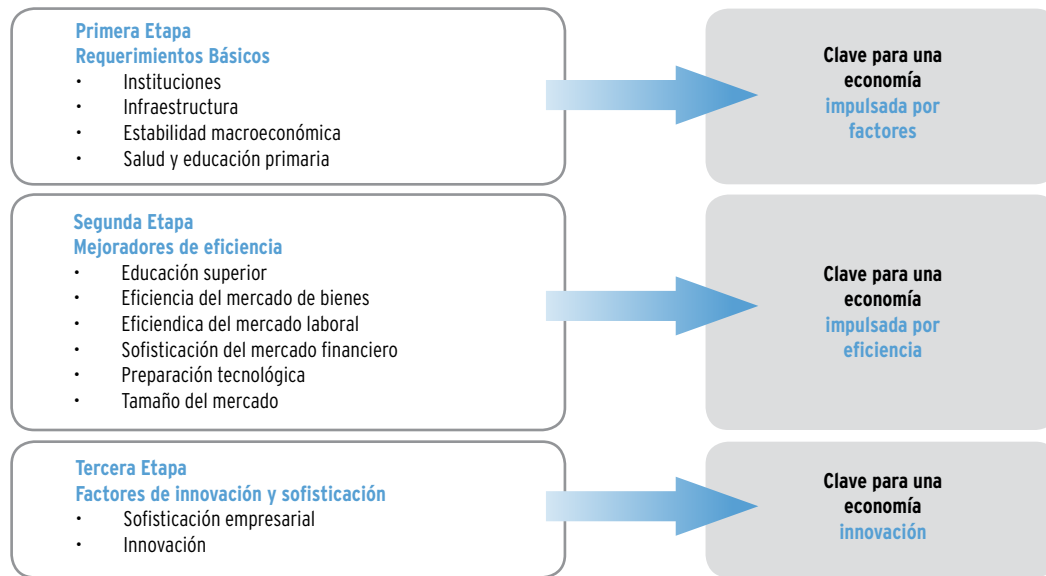 Primera Etapa
Requerimientos Básicos
• Instituciones
• Infraestructura
• Estabilidad macroeconómica
• Salud y educación primaria
Clave para una
economía
impulsada por
factores
Segunda Etapa
Mejoradores de eficiencia
• Educación superior
• Eficiencia del mercado de bienes
• Eficiendica del mercado laboral
• Sofisticación del mercado financiero
• Preparación tecnológica
• Tamaño del mercado
Clave para una
economía
impulsada por
eficiencia
Tercera Etapa
Factores de innovación y sofisticación
• Sofisticación empresarial
• Innovación
Clave para una
economía
innovación